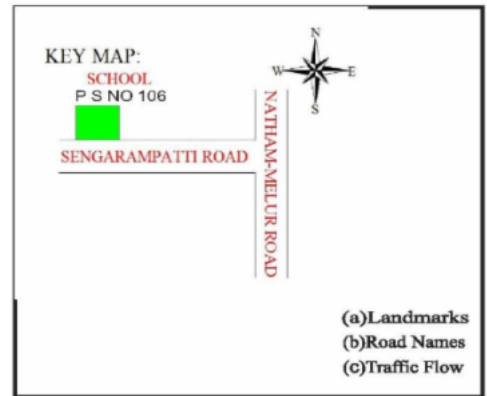 N
KEY MAP:
W E
SCHOOL
S
P S NO 106
SENGARAMPATTI ROAD
NATHAM-MELUR ROAD
(a)Landmarks
(b)Road Names
(c)Traffic Flow